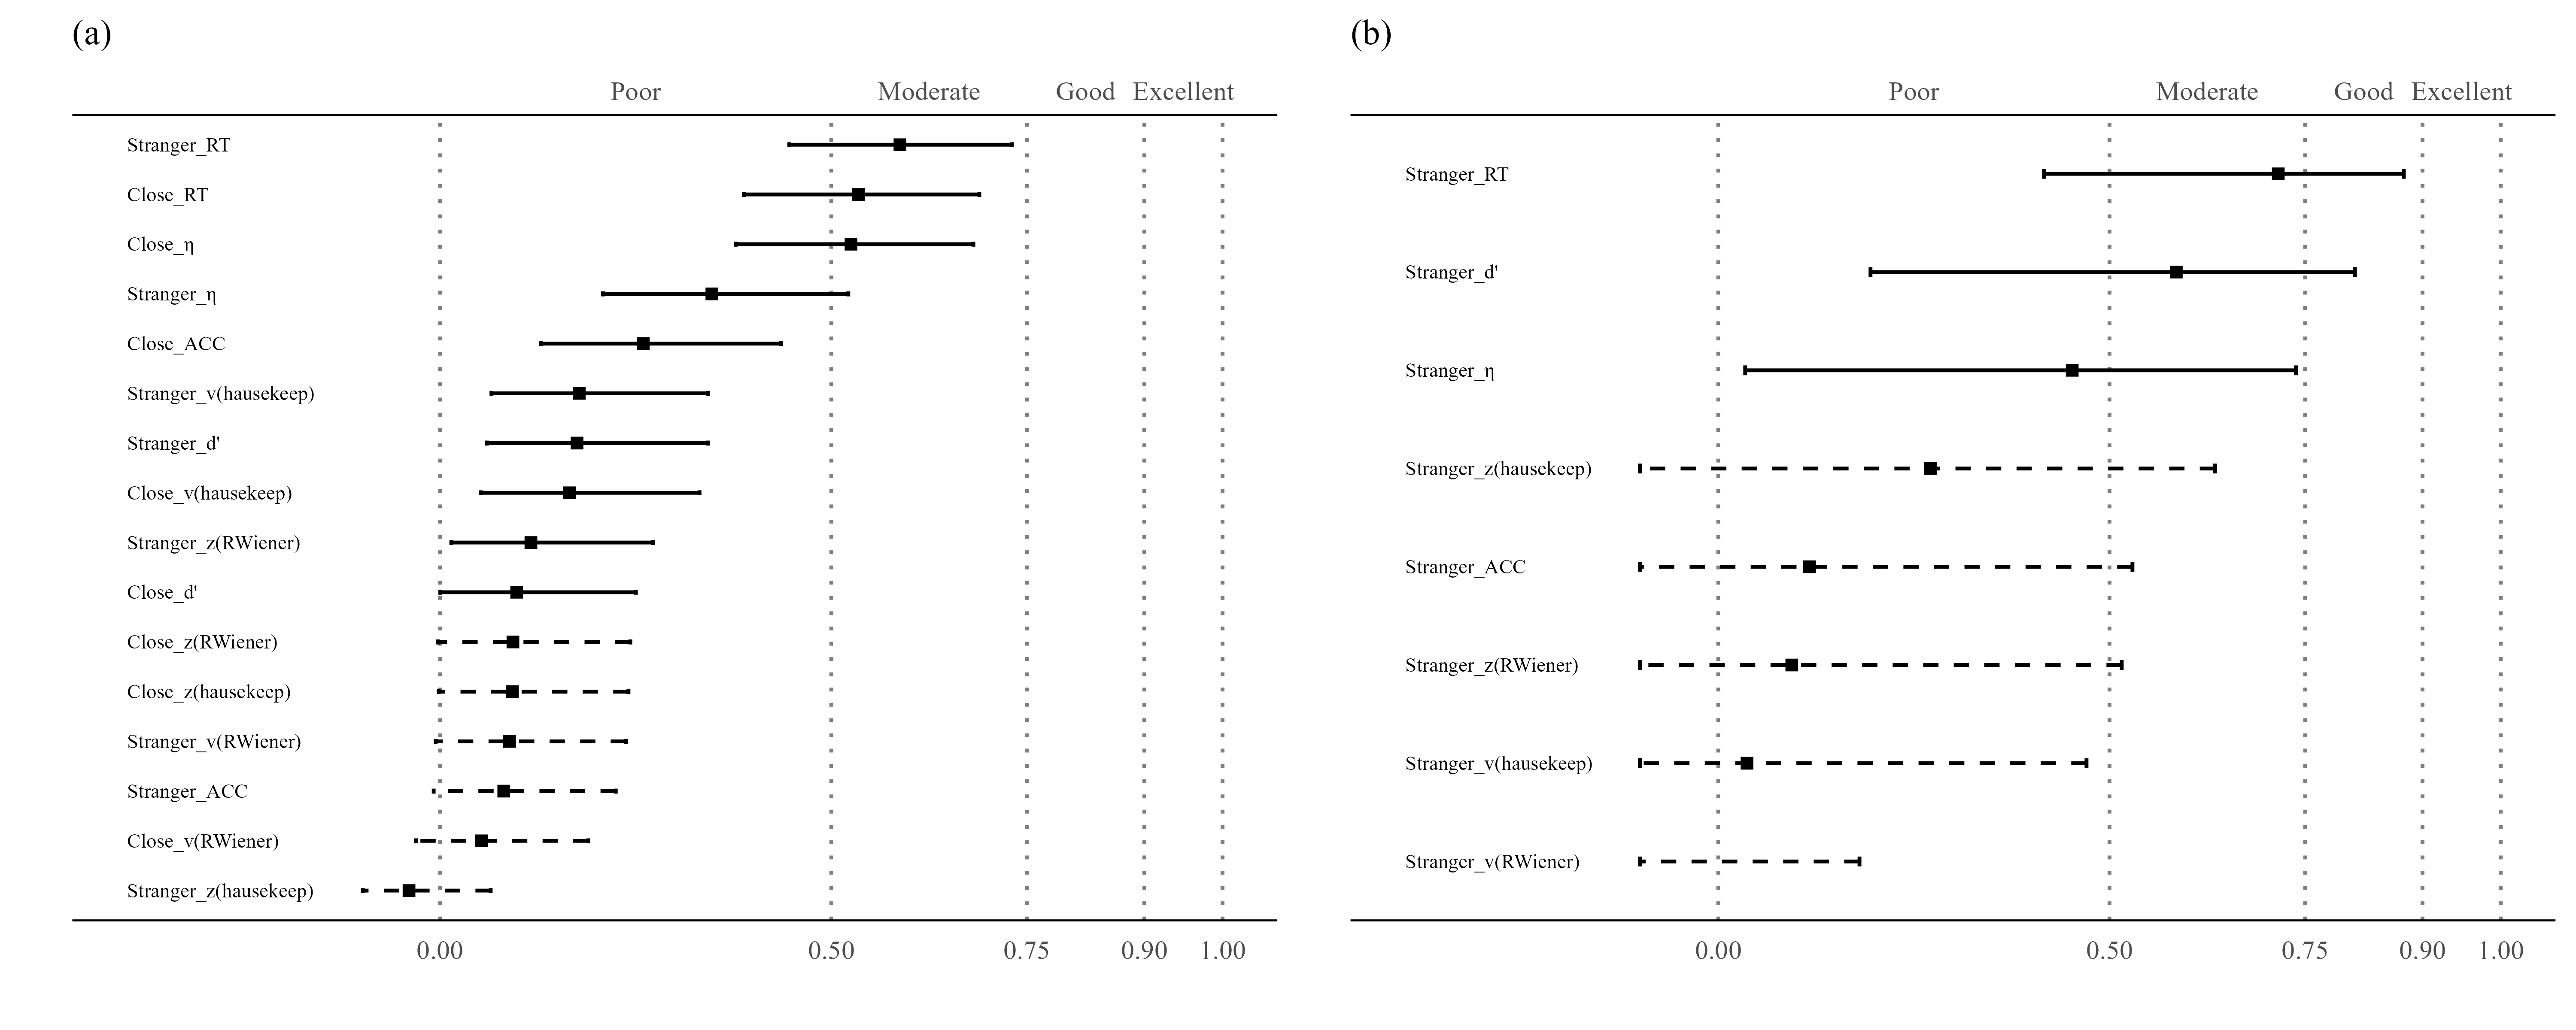 (a)
Poor Moderate Good Excellent
Stranger_RT
Close_RT
Close_η
Stranger_η
Close_ACC
Stranger_v(hausekeep)
Stranger_d'
Close_v(hausekeep)
Stranger_z(RWiener)
Close_d'
Close_z(RWiener)
Close_z(hausekeep)
Stranger_v(RWiener)
Stranger_ACC
Close_v(RWiener)
Stranger_z(hausekeep)
0.00 0.50 0.75 0.90 1.00
(b)
Poor Moderate Good Excellent
Stranger_RT
Stranger_d'
Stranger_η
Stranger_z(hausekeep)
Stranger_ACC
Stranger_z(RWiener)
Stranger_v(hausekeep)
Stranger_v(RWiener)
0.00 0.50 0.75 0.90 1.00